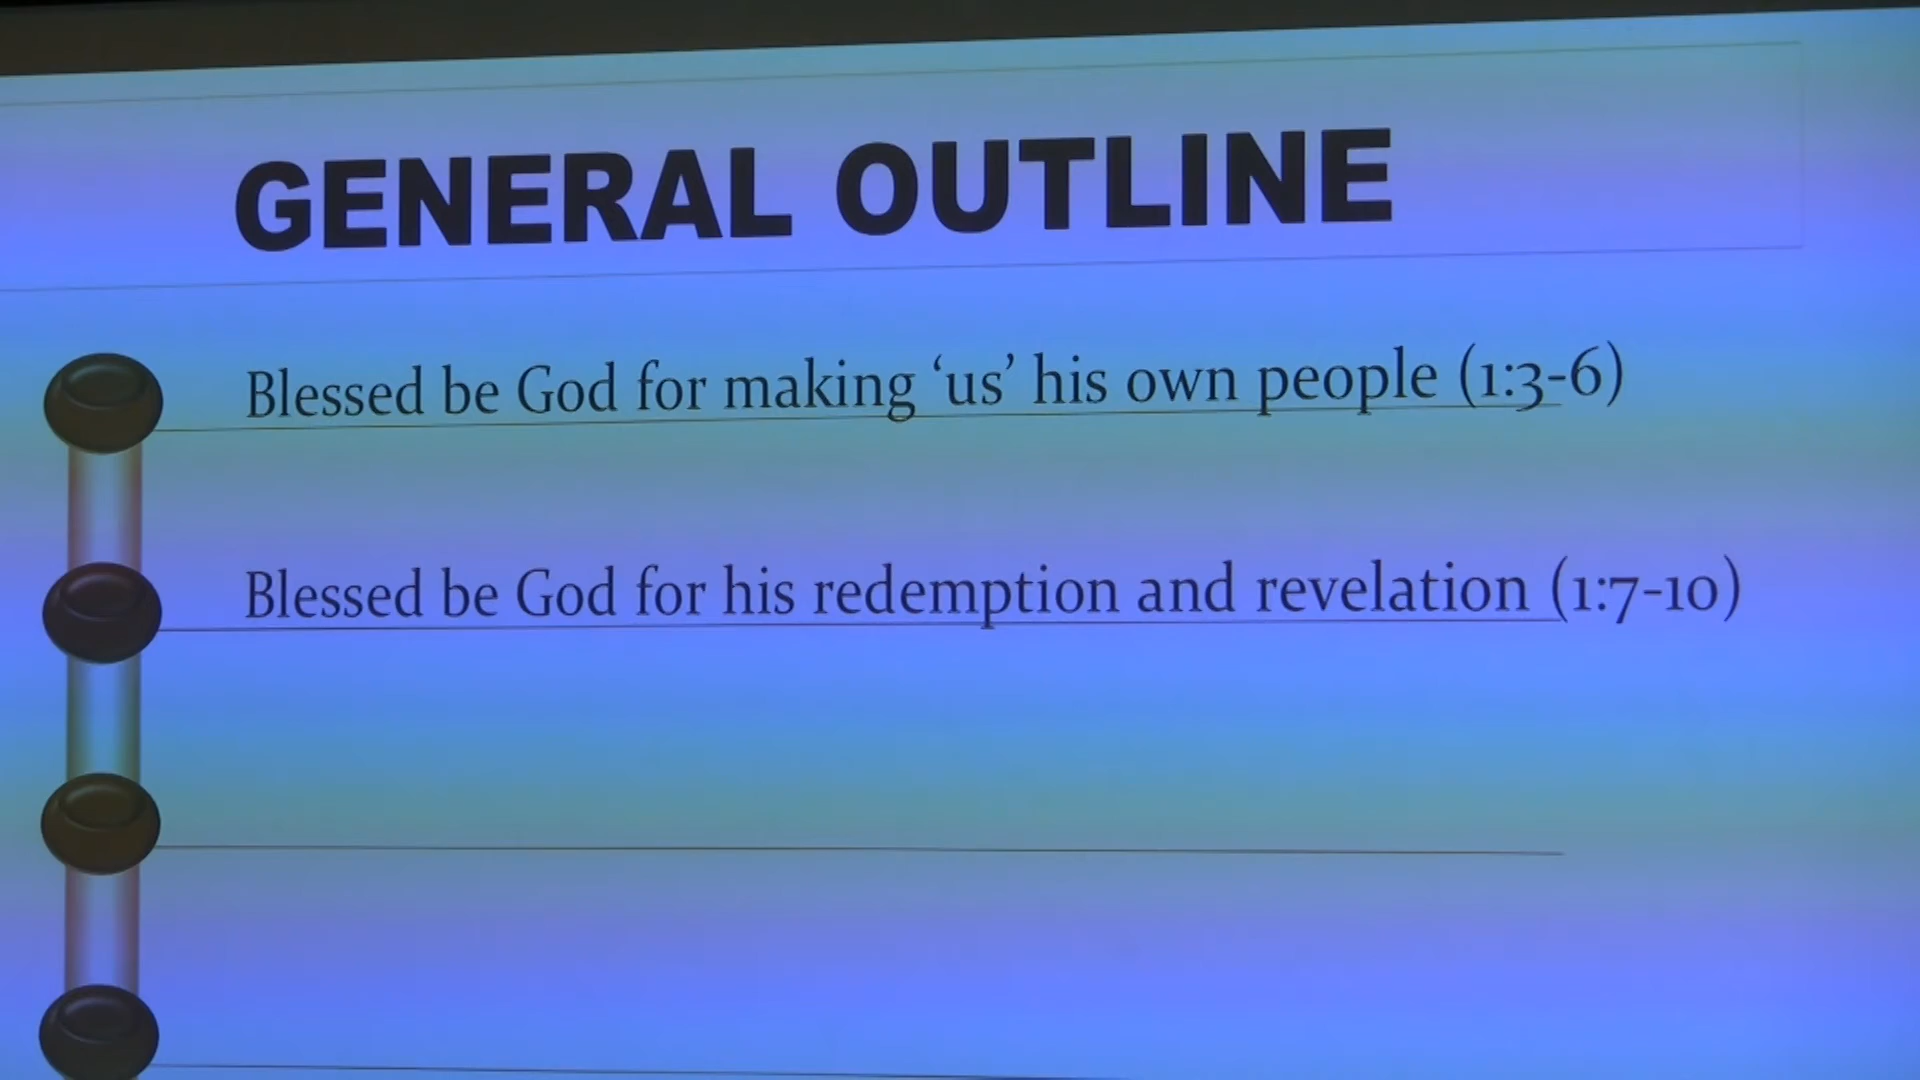 GENERAL OUTLINE
Blessed be God for making ‘us’ his own people (1:3-6)
Blessed be God for his redemption and revelation (1:7-10)